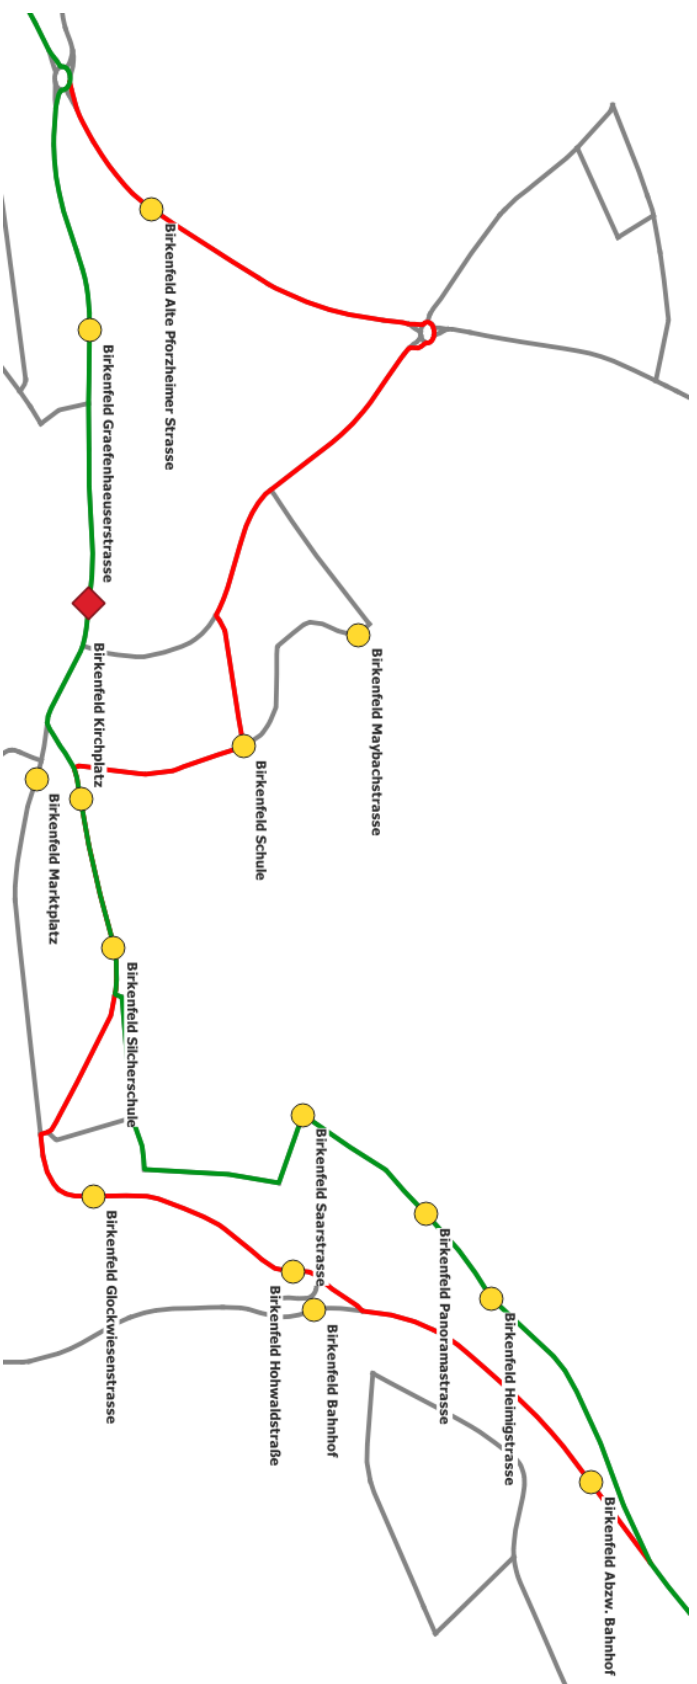 Birkenfeld Alte Pforzheimer Strasse
Birkenfeld Graefenhaeuserstrasse
Birkenfeld Maybachstrasse
Birkenfeld Kirchplatz
Birkenfeld Schule
Birkenfeld Marktplatz
Birkenfeld Silcherschule
Birkenfeld Saarstrasse
Birkenfeld Glockwiesenstrasse
Birkenfeld Panoramastrasse
Birkenfeld Hohwaldstraße
Birkenfeld Bahnhof
Birkenfeld Heimigstrasse
Birkenfeld Abzw. Bahnhof